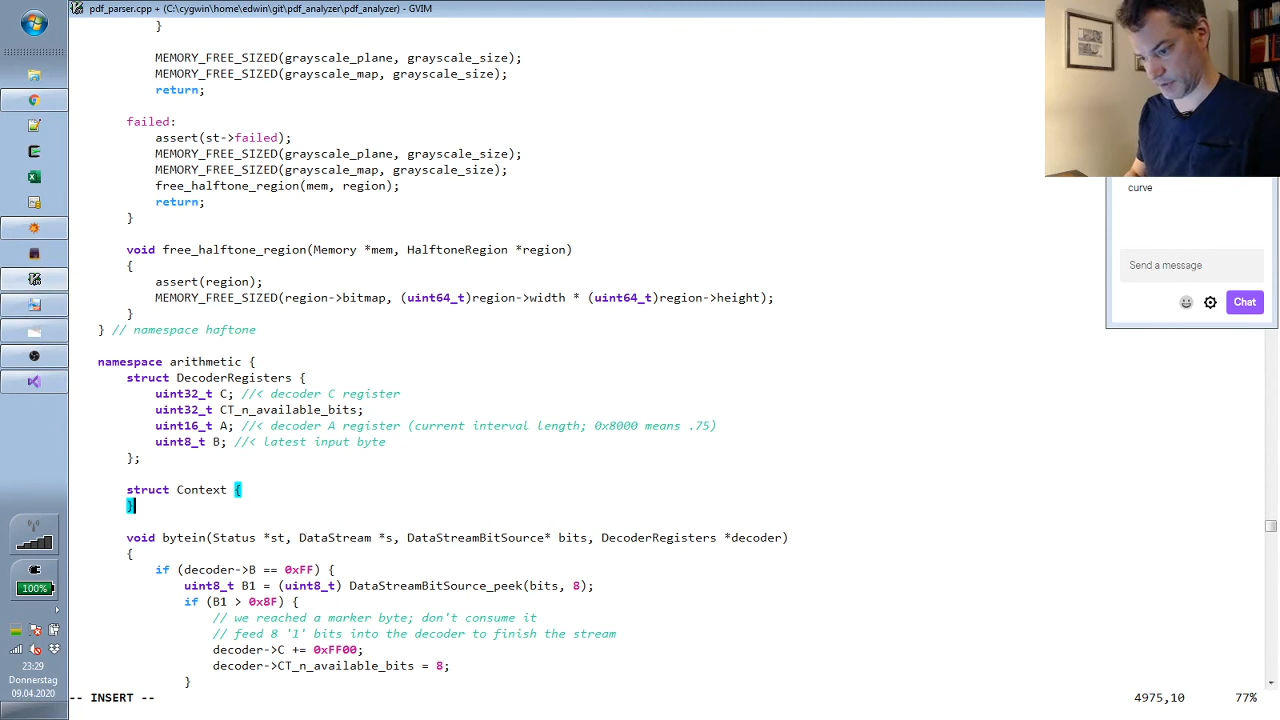 pdf_parser.cpp + (C:\cygwin\home\edwin\git\pdf_analyzer\pdf_analyzer) - GVIM
}
MEMORY_FREE_SIZED(grayscale_plane, grayscale_size);
MEMORY_FREE_SIZED(grayscale_map, grayscale_size);
return;
failed:
assert(st->failed);
MEMORY_FREE_SIZED(grayscale_plane, grayscale_size);
MEMORY_FREE_SIZED(grayscale_map, grayscale_size);
free_halftone_region(mem, region);
return;
}
void free_halftone_region(Memory *mem, HalftoneRegion *region)
{
assert(region);
MEMORY_FREE_SIZED(region->bitmap, (uint64_t)region->width * (uint64_t)region->height);
}
} // namespace haftone
namespace arithmetic {
struct DecoderRegisters {
uint32_t C; //< decoder C register
uint32_t CT_n_available_bits;
uint16_t A; //< decoder A register (current interval length; 0x8000 means .75)
uint8_t B; //< latest input byte
};
struct Context {
}
void bytein(Status *st, DataStream *s, DataStreamBitSource* bits, DecoderRegisters *decoder)
{
if (decoder->B == 0xFF) {
uint8_t B1 = (uint8_t) DataStreamBitSource_peek(bits, 8);
if (B1 > 0x8F) {
// we reached a marker byte; don't consume it
// feed 8 '1' bits into the decoder to finish the stream
decoder->C += 0xFF00;
decoder->CT_n_available_bits = 8;
}
-- INSERT --
4975,10
77%
curve
Send a message
Chat
100%
23:29
Donnerstag
09.04.2020